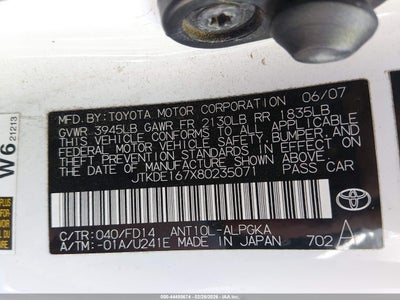 MFD.BY: TOYOTA MOTOR CORPORATION 06/07
GVWR 3945LB GAWR FR 2130LB RR 1835LB
THIS VEHICLE CONFORMS TO ALL APPLICABLE
FEDERAL MOTOR VEHICLE SAFETY, BUMPER, AND
THEFT PREVENTION STANDARDS IN EFFECT ON
THE DATE OF MANUFACTURE SHOWN ABOVE.
JTKDE167X80235071 PASS CAR
TOYOTA
C/TR: 040/FD14 ANT10L-ALPGKA
A/TM: -01A/U241E MADE IN JAPAN 702 A
W6 21213